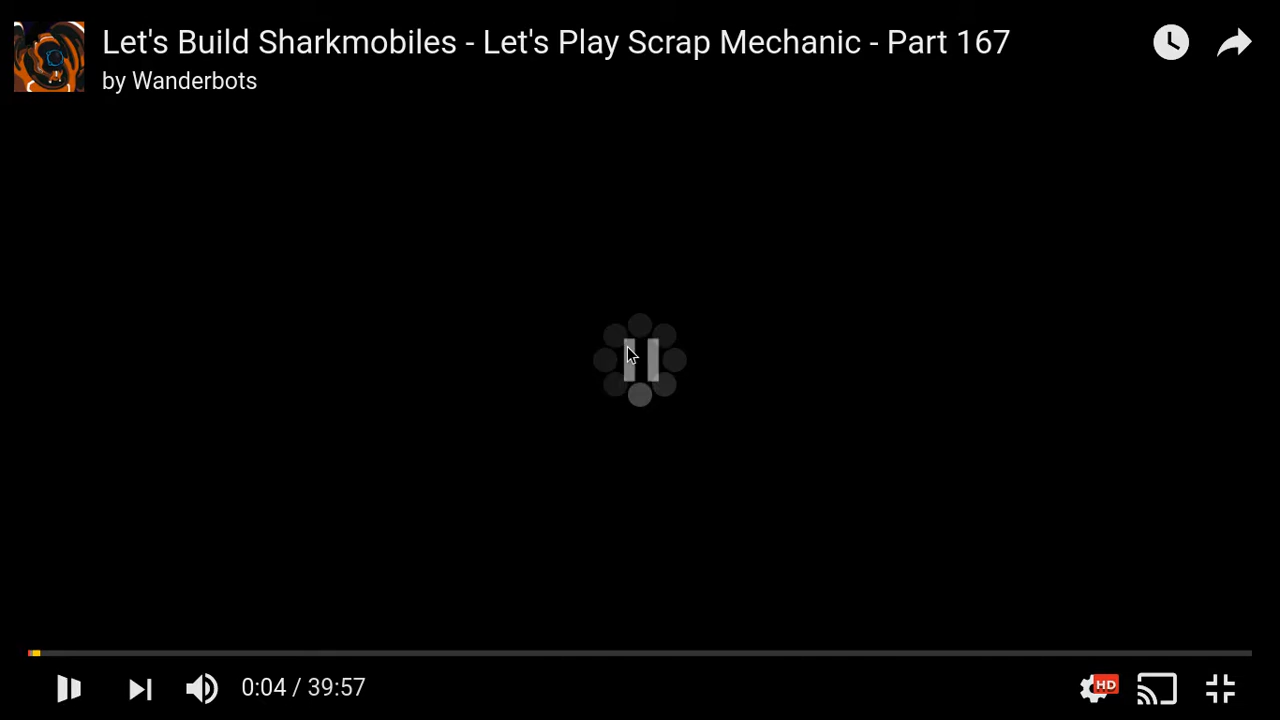 Let's Build Sharkmobiles - Let's Play Scrap Mechanic - Part 167
by Wanderbots
0:04 / 39:57
HD